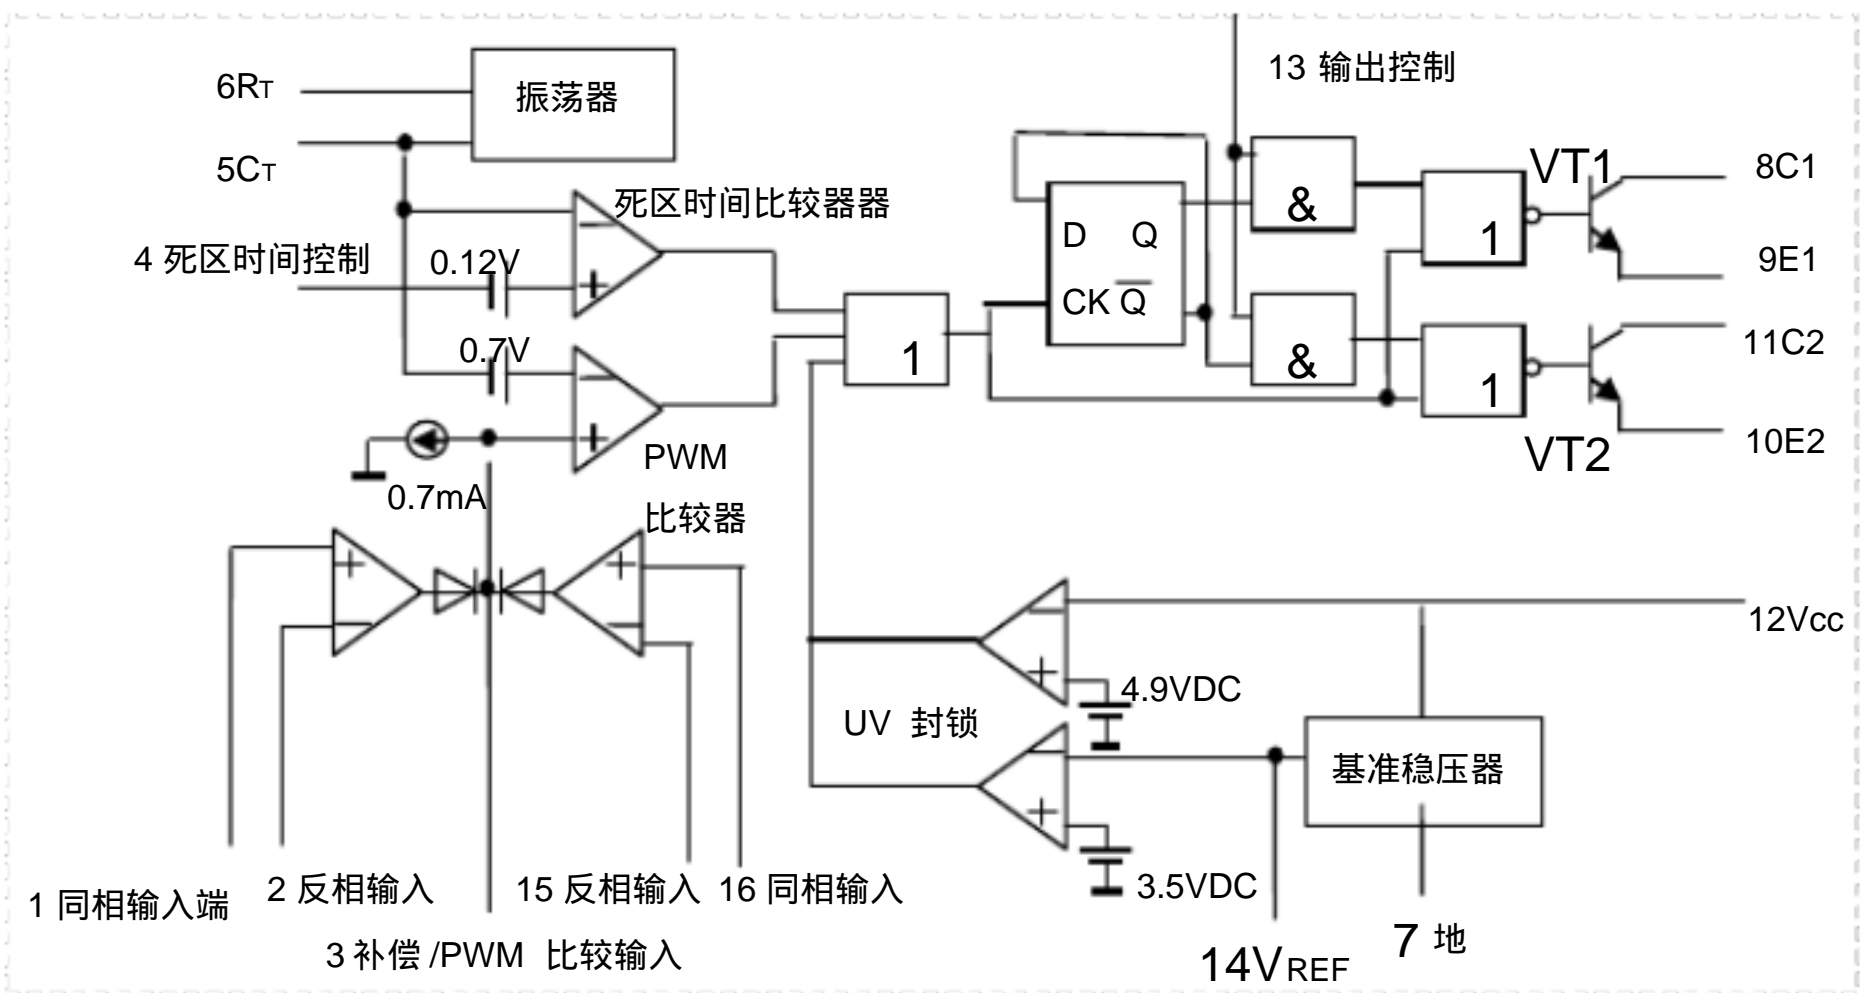 13 输出控制
6RT
振荡器
5CT
VT1
8C1
死区时间比较器器
&
1
D Q
4 死区时间控制
0.12V
9E1
CK Q
0.7V
1
&
1
11C2
VT2
10E2
PWM
比较器
0.7mA
12Vcc
4.9VDC
UV 封锁
基准稳压器
3.5VDC
1 同相输入端
2 反相输入
15 反相输入
16 同相输入
3 补偿 /PWM 比较输入
14VREF
7 地